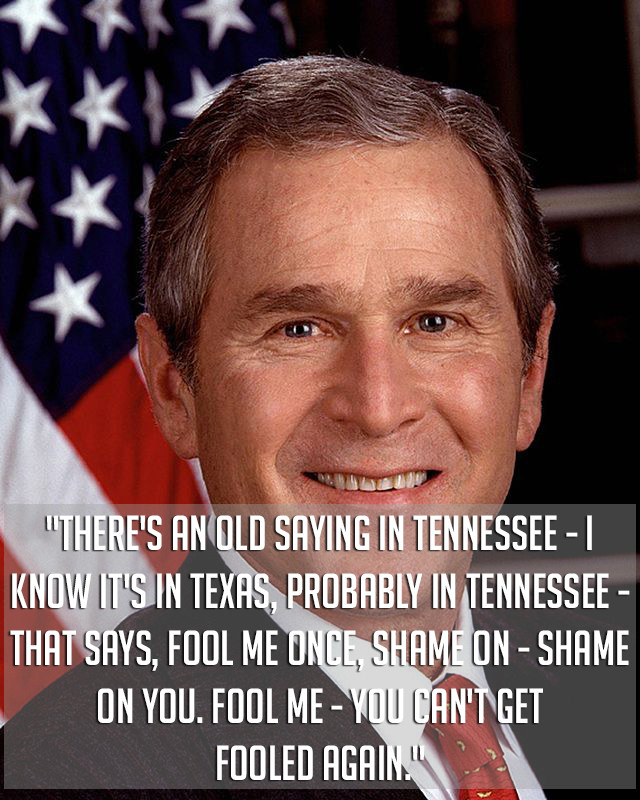 "THERE'S AN OLD SAYING IN TENNESSEE - I
KNOW IT'S IN TEXAS, PROBABLY IN TENNESSEE -
THAT SAYS, FOOL ME ONCE, SHAME ON - SHAME
ON YOU. FOOL ME - YOU CAN'T GET
FOOLED AGAIN."